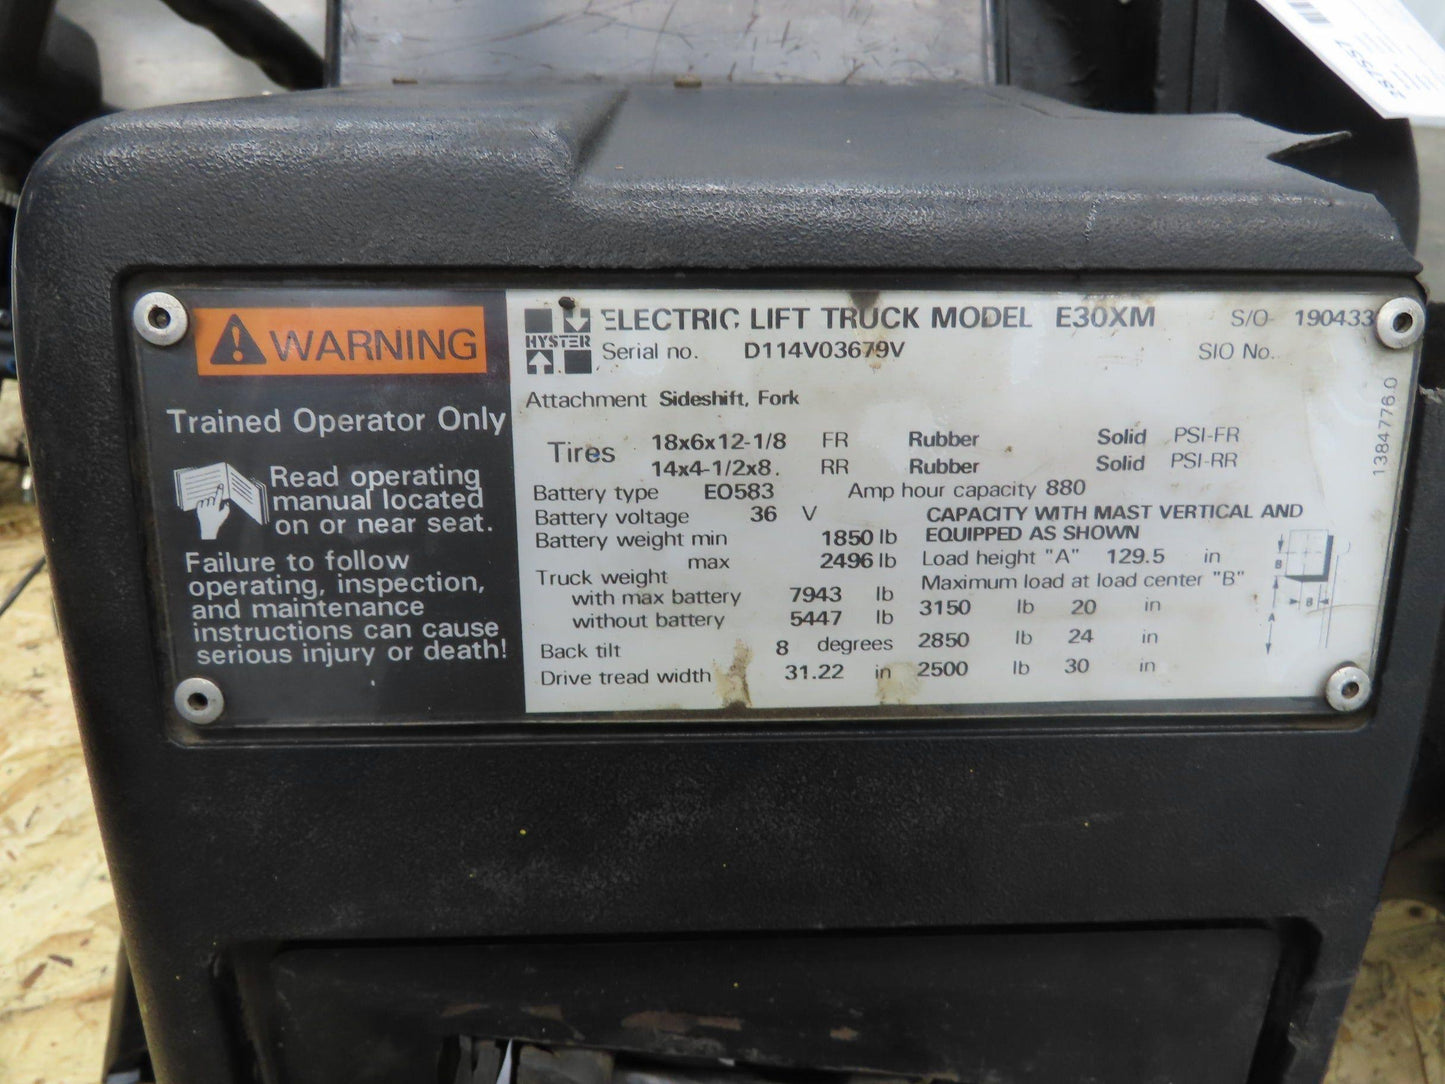 WARNING
Trained Operator Only
Read operating
manual located
on or near seat.
Failure to follow
operating, inspection,
and maintenance
instructions can cause
serious injury or death!
HYSTER
ELECTRIC LIFT TRUCK MODEL E30XM S/O 190433
Serial no. D114V03679V SIO No.
Attachment Sideshift, Fork
Tires 18x6x12-1/8 FR Rubber Solid PSI-FR
14x4-1/2x8. RR Rubber Solid PSI-RR
Battery type EO583 Amp hour capacity 880
Battery voltage 36 V
Battery weight min 1850 lb
max 2496 lb
Truck weight
with max battery 7943 lb
without battery 5447 lb
Back tilt 8 degrees
Drive tread width 31.22 in
CAPACITY WITH MAST VERTICAL AND
EQUIPPED AS SHOWN
Load height "A" 129.5 in
Maximum load at load center "B"
3150 lb 20 in
2850 lb 24 in
2500 lb 30 in
B
B
A
13847760